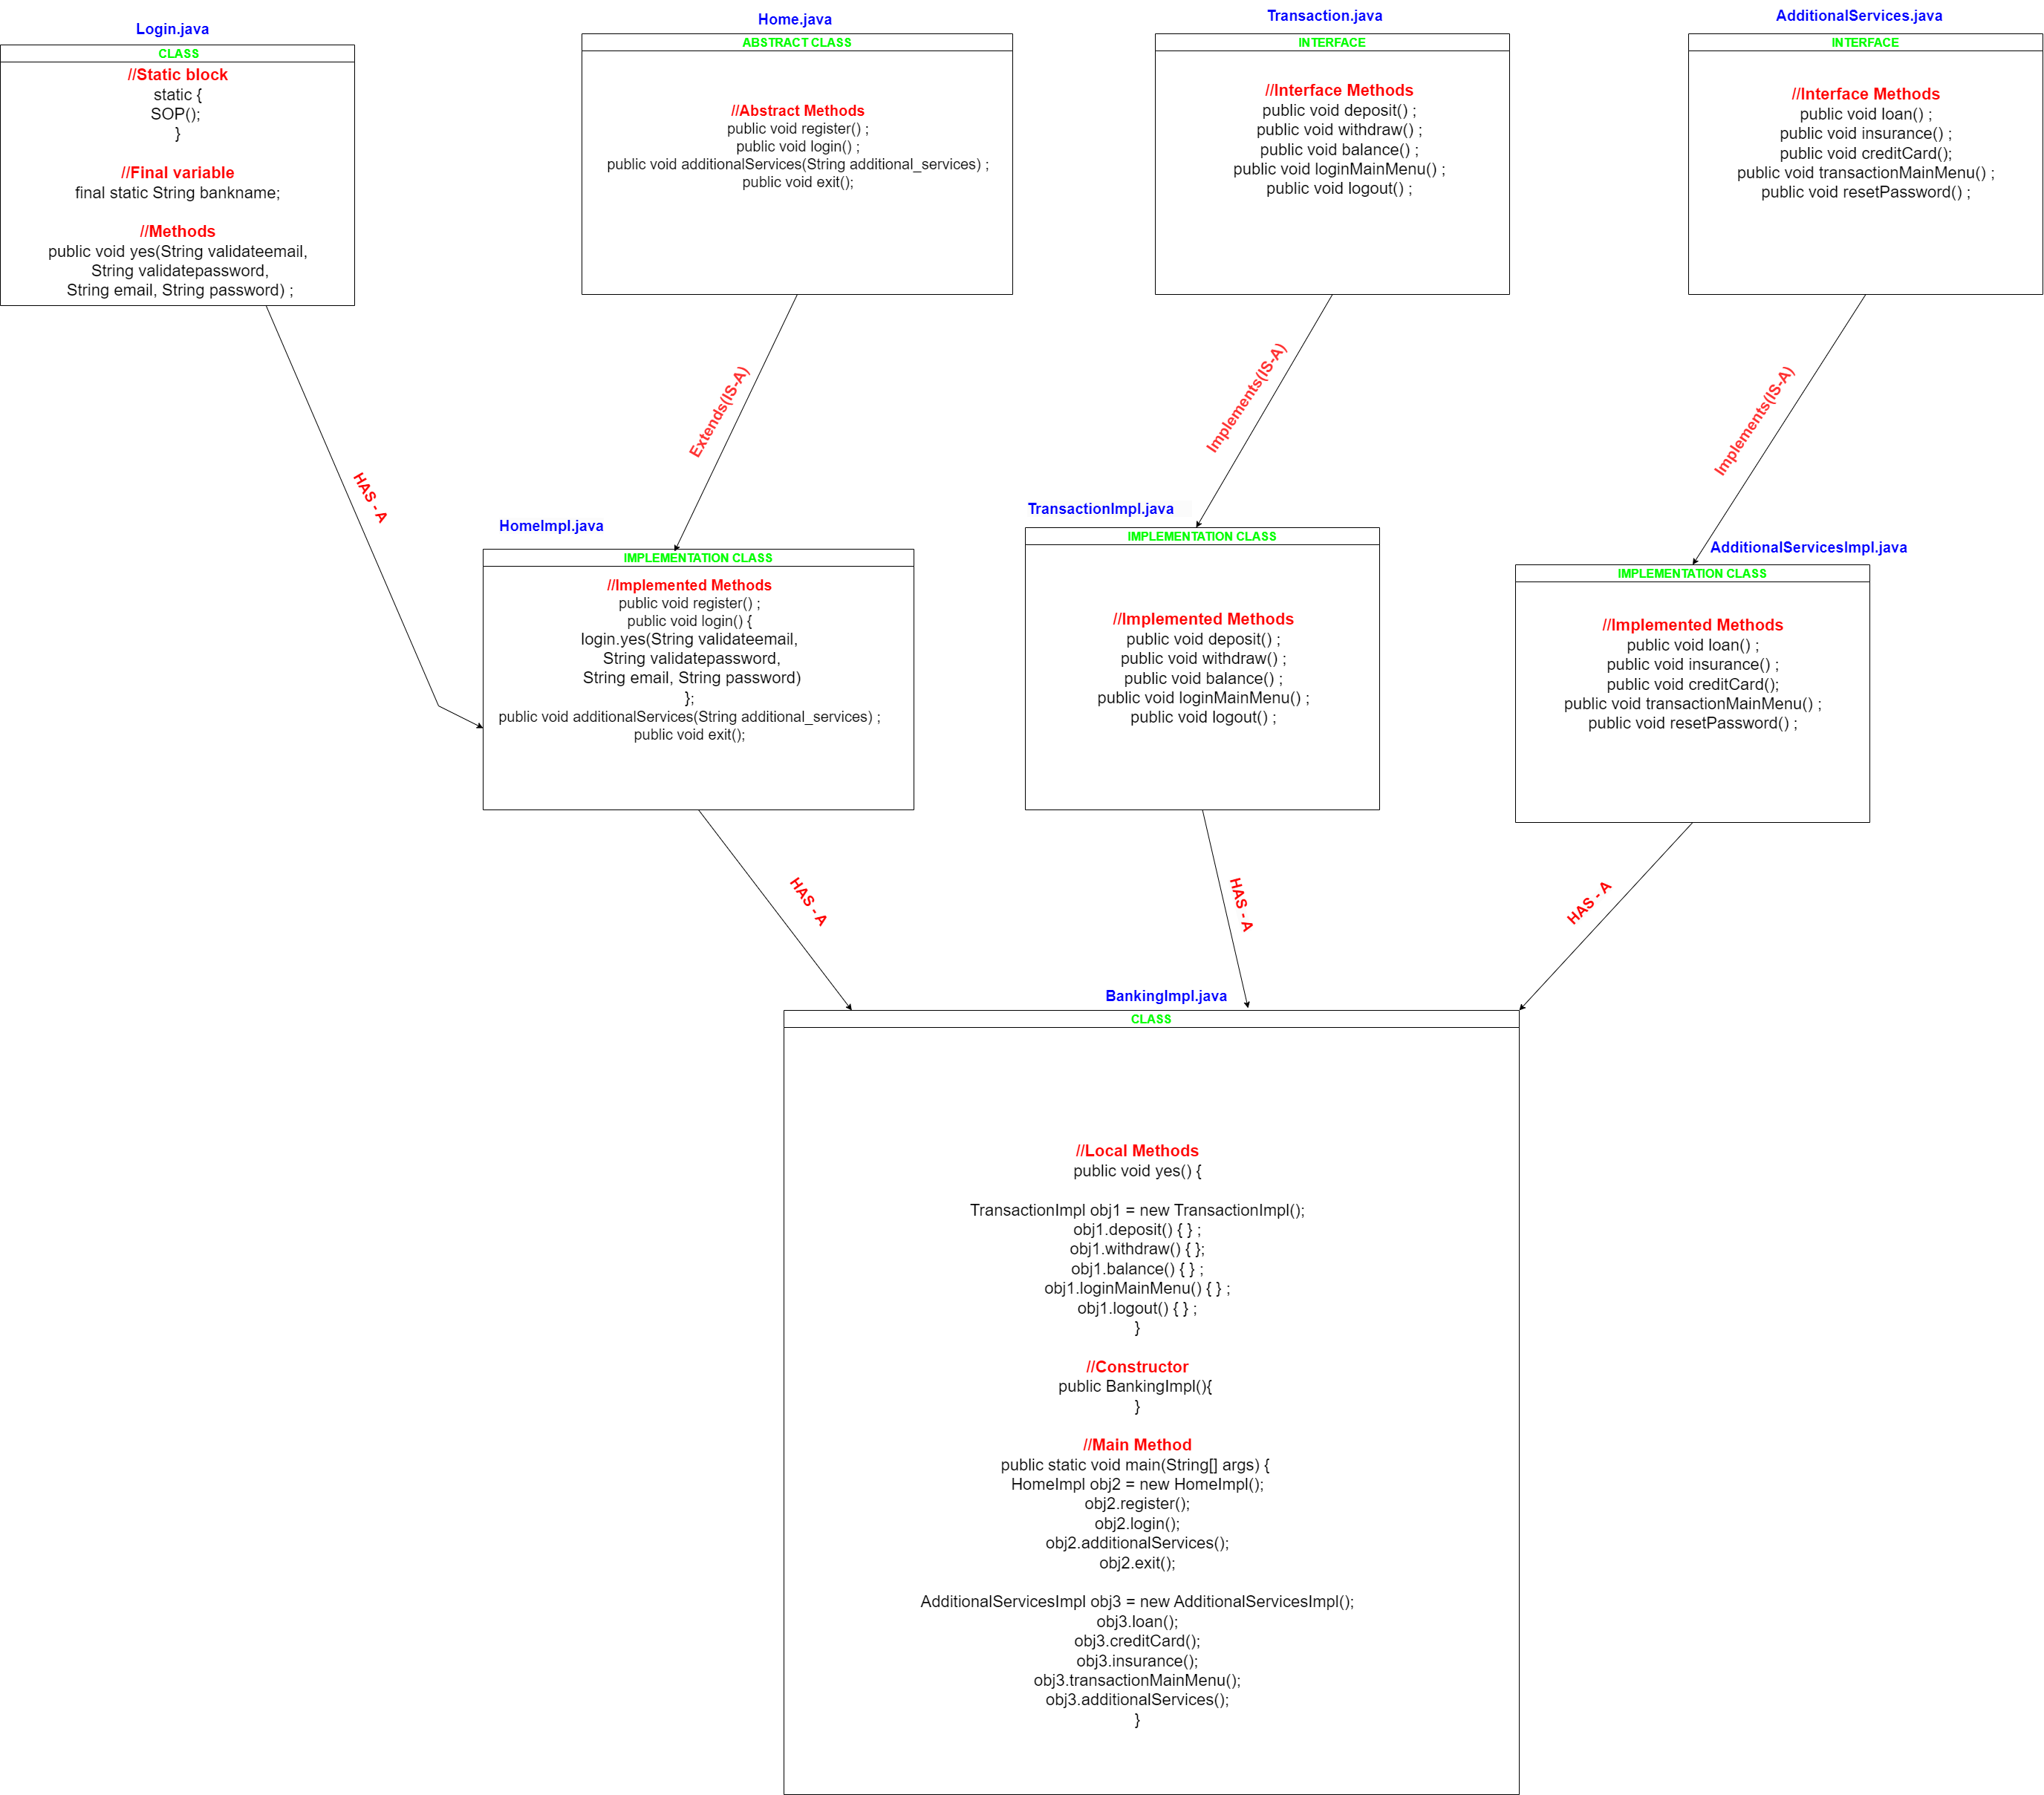 Login.java
CLASS
//Static block
static {
SOP();
}
//Final variable
final static String bankname;
//Methods
public void yes(String validateemail,
String validatepassword,
String email, String password) ;
Home.java
ABSTRACT CLASS
//Abstract Methods
public void register() ;
public void login() ;
public void additionalServices(String additional_services) ;
public void exit();
Transaction.java
INTERFACE
//Interface Methods
public void deposit() ;
public void withdraw() ;
public void balance() ;
public void loginMainMenu() ;
public void logout() ;
AdditionalServices.java
INTERFACE
//Interface Methods
public void loan() ;
public void insurance() ;
public void creditCard();
public void transactionMainMenu() ;
public void resetPassword() ;
HAS - A
Extends(IS-A)
Implements(IS-A)
Implements(IS-A)
HomeImpl.java
IMPLEMENTATION CLASS
//Implemented Methods
public void register() ;
public void login() {
login.yes(String validateemail,
String validatepassword,
String email, String password)
};
public void additionalServices(String additional_services) ;
public void exit();
TransactionImpl.java
IMPLEMENTATION CLASS
//Implemented Methods
public void deposit() ;
public void withdraw() ;
public void balance() ;
public void loginMainMenu() ;
public void logout() ;
AdditionalServicesImpl.java
IMPLEMENTATION CLASS
//Implemented Methods
public void loan() ;
public void insurance() ;
public void creditCard();
public void transactionMainMenu() ;
public void resetPassword() ;
HAS - A
HAS - A
HAS - A
BankingImpl.java
CLASS
//Local Methods
public void yes() {
TransactionImpl obj1 = new TransactionImpl();
obj1.deposit() { } ;
obj1.withdraw() { };
obj1.balance() { } ;
obj1.loginMainMenu() { } ;
obj1.logout() { } ;
}
//Constructor
public BankingImpl(){
}
//Main Method
public static void main(String[] args) {
HomeImpl obj2 = new HomeImpl();
obj2.register();
obj2.login();
obj2.additionalServices();
obj2.exit();
AdditionalServicesImpl obj3 = new AdditionalServicesImpl();
obj3.loan();
obj3.creditCard();
obj3.insurance();
obj3.transactionMainMenu();
obj3.additionalServices();
}